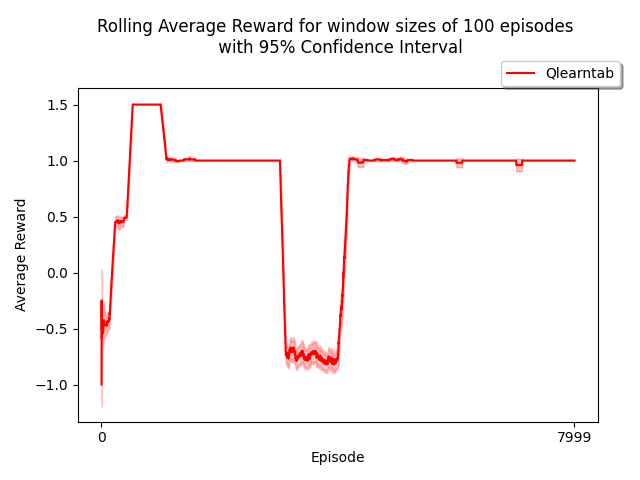 Rolling Average Reward for window sizes of 100 episodes
with 95% Confidence Interval
Qlearntab
1.5
1.0
0.5
0.0
−0.5
−1.0
Average Reward
0
7999
Episode